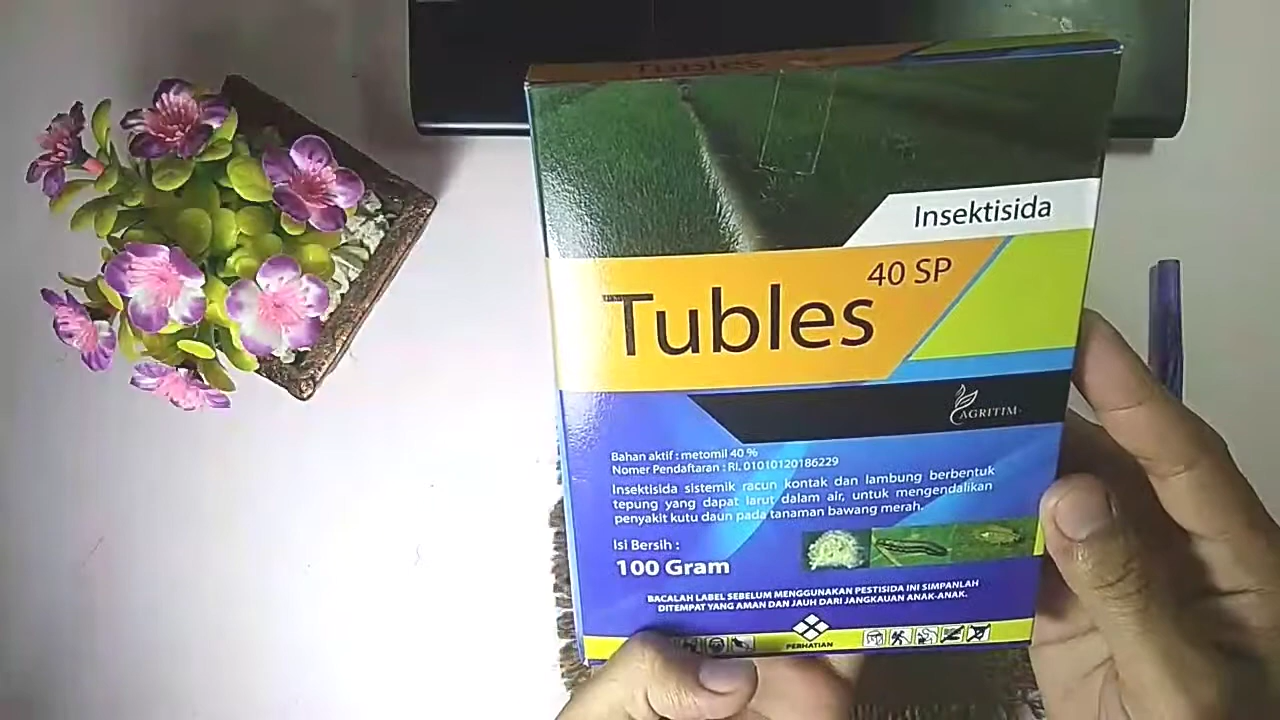 Tubles
Insektisida
40 SP
Tubles
AGRITIM
Bahan aktif : metomil 40 %
Nomer Pendaftaran : RI. 01010120186229
Insektisida sistemik racun kontak dan lambung berbentuk
tepung yang dapat larut dalam air, untuk mengendalikan
penyakit kutu daun pada tanaman bawang merah.
Isi Bersih :
100 Gram
BACALAH LABEL SEBELUM MENGGUNAKAN PESTISIDA INI SIMPANLAH
DITEMPAT YANG AMAN DAN JAUH DARI JANGKAUAN ANAK-ANAK.
PERHATIAN